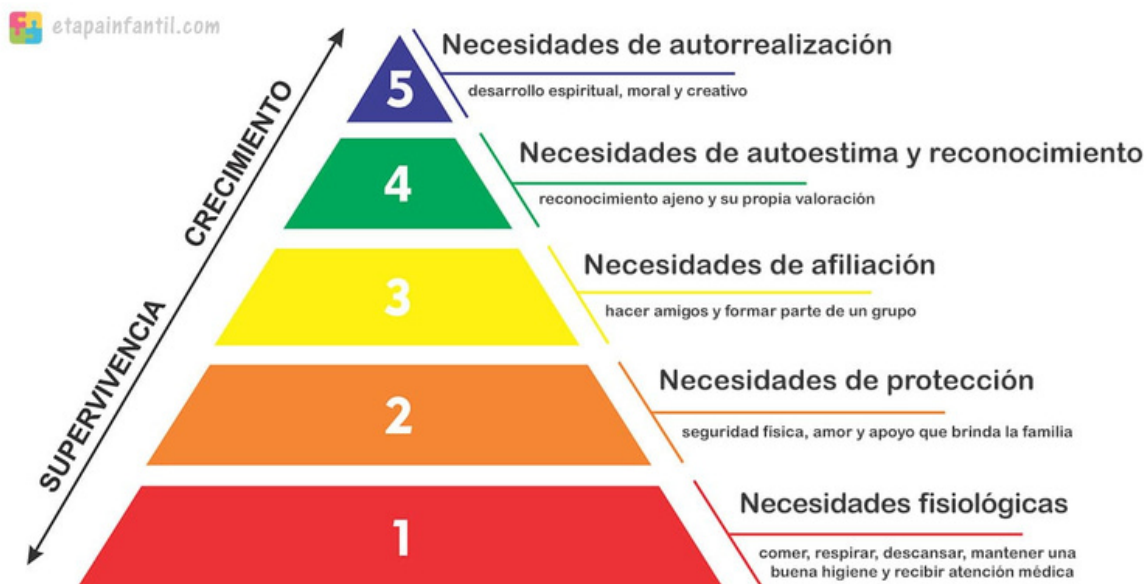 etapainfantil.com
Necesidades de autorrealización
desarrollo espiritual, moral y creativo
5
CRECIMIENTO
Necesidades de autoestima y reconocimiento
reconocimiento ajeno y su propia valoración
4
Necesidades de afiliación
hacer amigos y formar parte de un grupo
3
SUPERVIVENCIA
Necesidades de protección
seguridad física, amor y apoyo que brinda la familia
2
Necesidades fisiológicas
comer, respirar, descansar, mantener una
buena higiene y recibir atención médica
1